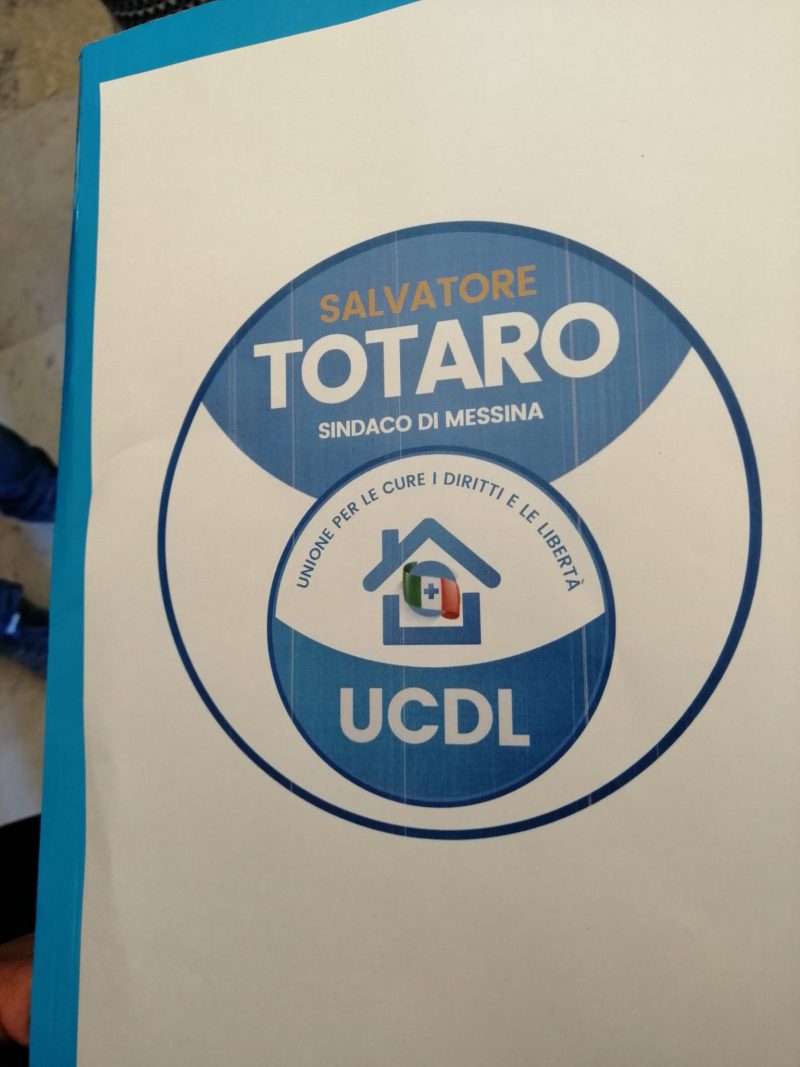 SALVATORE
TOTARO
SINDACO DI MESSINA
UNIONE PER LE CURE I DIRITTI E LE LIBERTÀ
UCDL